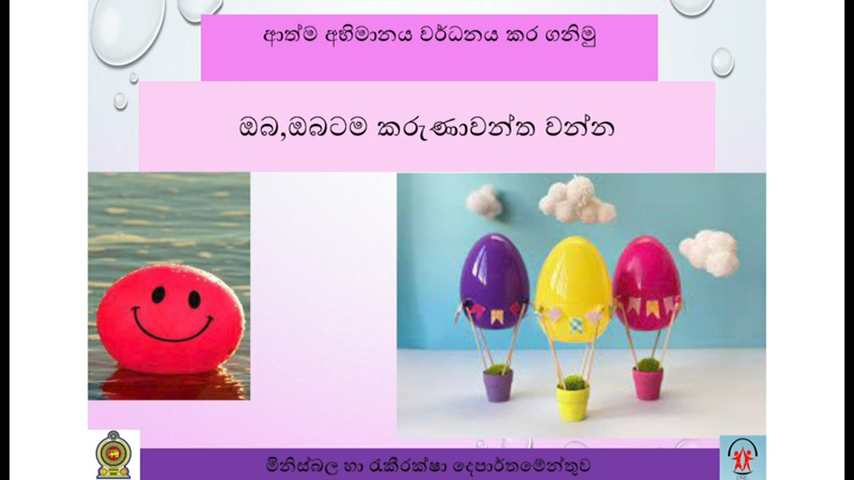 ආත්ම අභිමානය වර්ධනය කර ගනිමු
ඔබ,ඔබටම කරුණාවන්ත වන්න
මිනිස්බල හා රැකීරක්ෂා දෙපාර්තමේන්තුව